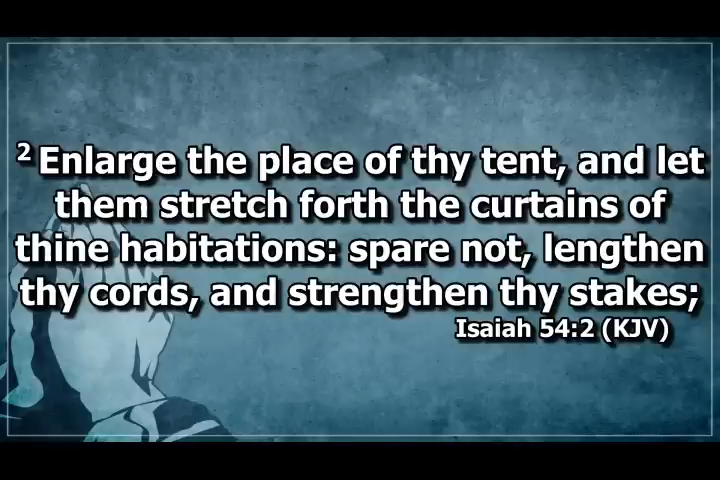 2 Enlarge the place of thy tent, and let
them stretch forth the curtains of
thine habitations: spare not, lengthen
thy cords, and strengthen thy stakes;
Isaiah 54:2 (KJV)